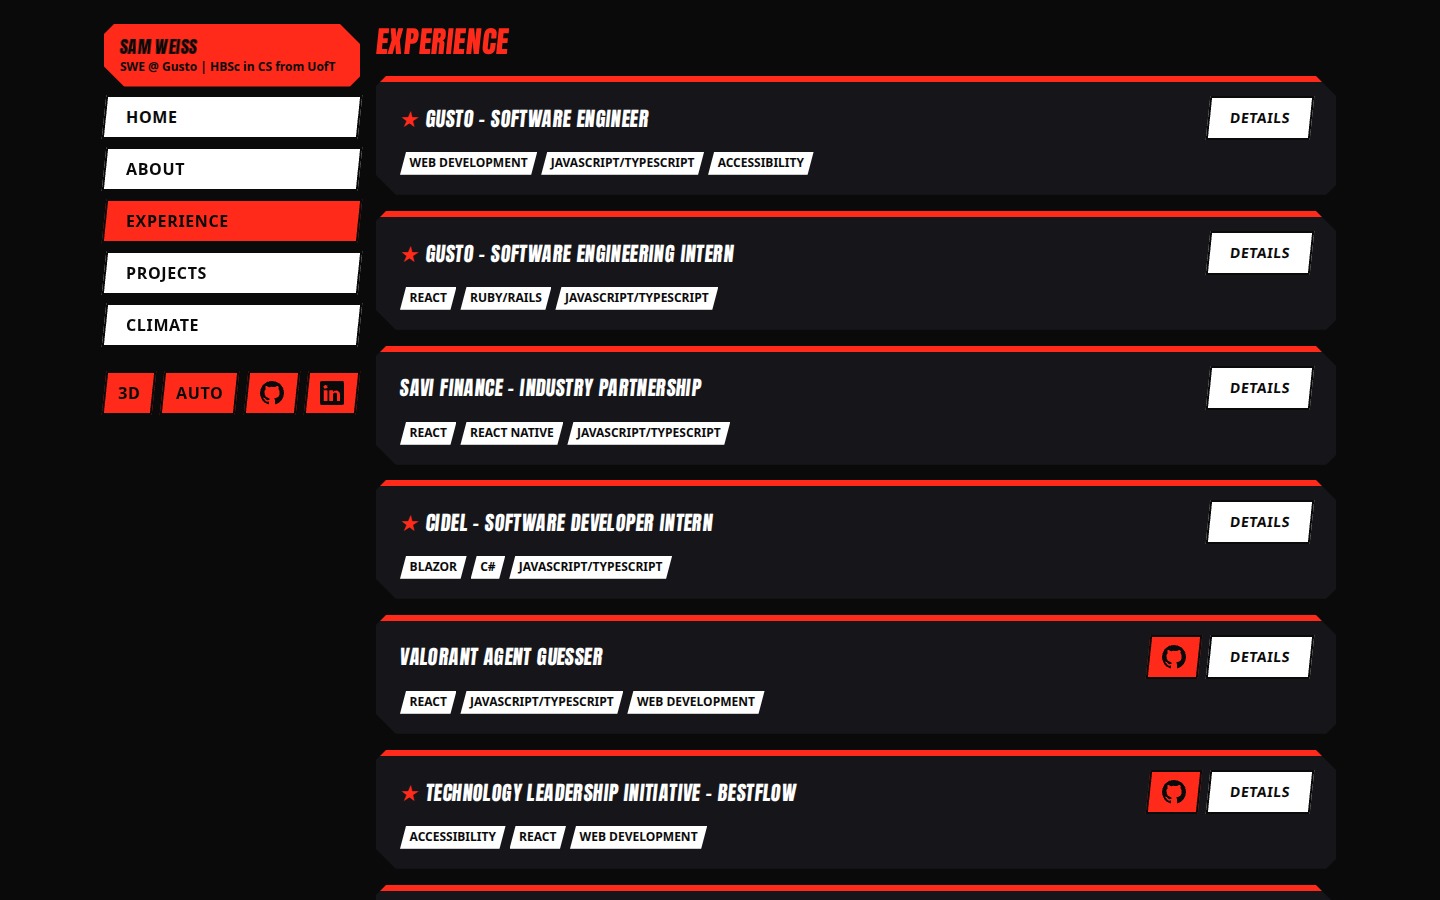 SAM WEISS
SWE @ Gusto | HBSc in CS from UofT
HOME
ABOUT
EXPERIENCE
PROJECTS
CLIMATE
3D AUTO
EXPERIENCE
★ GUSTO - SOFTWARE ENGINEER DETAILS
WEB DEVELOPMENT JAVASCRIPT/TYPESCRIPT ACCESSIBILITY
★ GUSTO - SOFTWARE ENGINEERING INTERN DETAILS
REACT RUBY/RAILS JAVASCRIPT/TYPESCRIPT
SAVI FINANCE - INDUSTRY PARTNERSHIP DETAILS
REACT REACT NATIVE JAVASCRIPT/TYPESCRIPT
★ CIDEL - SOFTWARE DEVELOPER INTERN DETAILS
BLAZOR C# JAVASCRIPT/TYPESCRIPT
VALORANT AGENT GUESSER DETAILS
REACT JAVASCRIPT/TYPESCRIPT WEB DEVELOPMENT
★ TECHNOLOGY LEADERSHIP INITIATIVE - BESTFLOW DETAILS
ACCESSIBILITY REACT WEB DEVELOPMENT